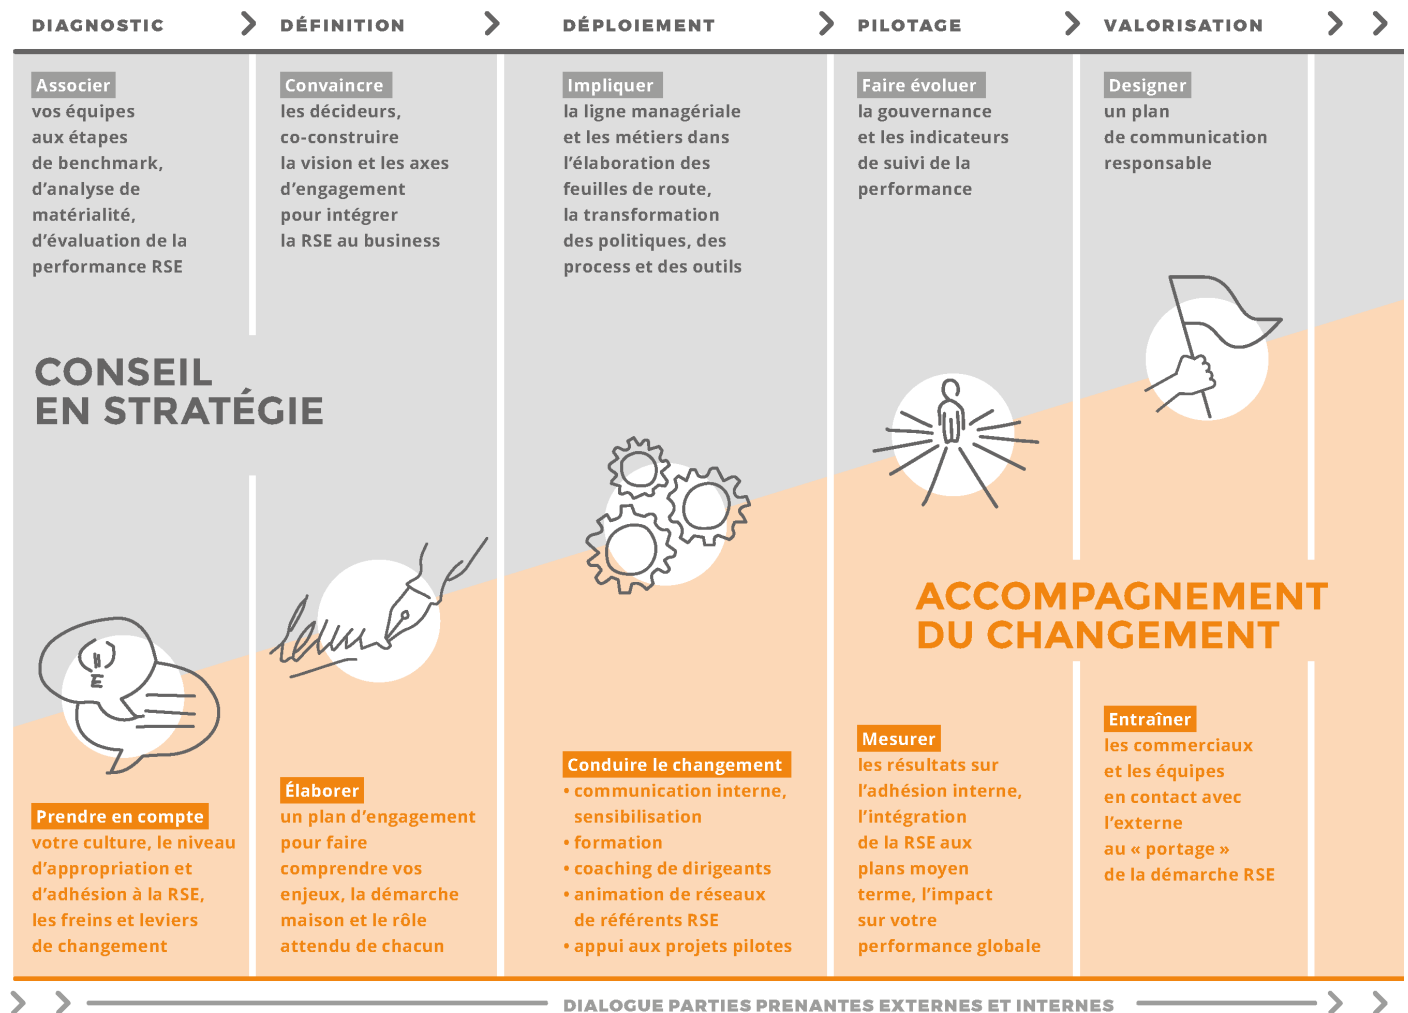 DIAGNOSTIC
DÉFINITION
DÉPLOIEMENT
PILOTAGE
VALORISATION
Associer
vos équipes
aux étapes
de benchmark,
d’analyse de
matérialité,
d’évaluation de la
performance RSE
Convaincre
les décideurs,
co-construire
la vision et les axes
d’engagement
pour intégrer
la RSE au business
Impliquer
la ligne managériale
et les métiers dans
l’élaboration des
feuilles de route,
la transformation
des politiques, des
process et des outils
Faire évoluer
la gouvernance
et les indicateurs
de suivi de la
performance
Designer
un plan
de communication
responsable
CONSEIL
EN STRATÉGIE
ACCOMPAGNEMENT
DU CHANGEMENT
Prendre en compte
votre culture, le niveau
d’appropriation et
d’adhésion à la RSE,
les freins et leviers
de changement
Élaborer
un plan d’engagement
pour faire
comprendre vos
enjeux, la démarche
maison et le rôle
attendu de chacun
Conduire le changement
• communication interne,
sensibilisation
• formation
• coaching de dirigeants
• animation de réseaux
de référents RSE
• appui aux projets pilotes
Mesurer
les résultats sur
l’adhésion interne,
l’intégration
de la RSE aux
plans moyen
terme, l’impact
sur votre
performance globale
Entraîner
les commerciaux
et les équipes
en contact avec
l’externe
au « portage »
de la démarche RSE
DIALOGUE PARTIES PRENANTES EXTERNES ET INTERNES